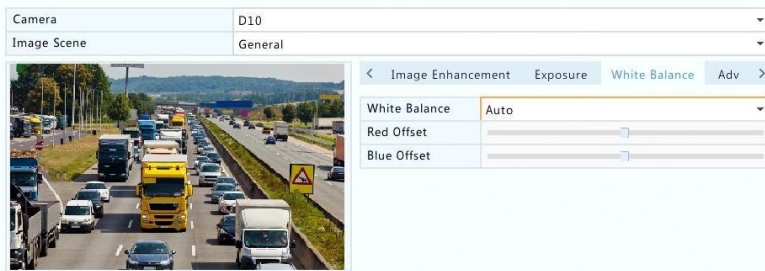 Camera D10
Image Scene General
< Image Enhancement Exposure White Balance Adv >
White Balance Auto
Red Offset
Blue Offset